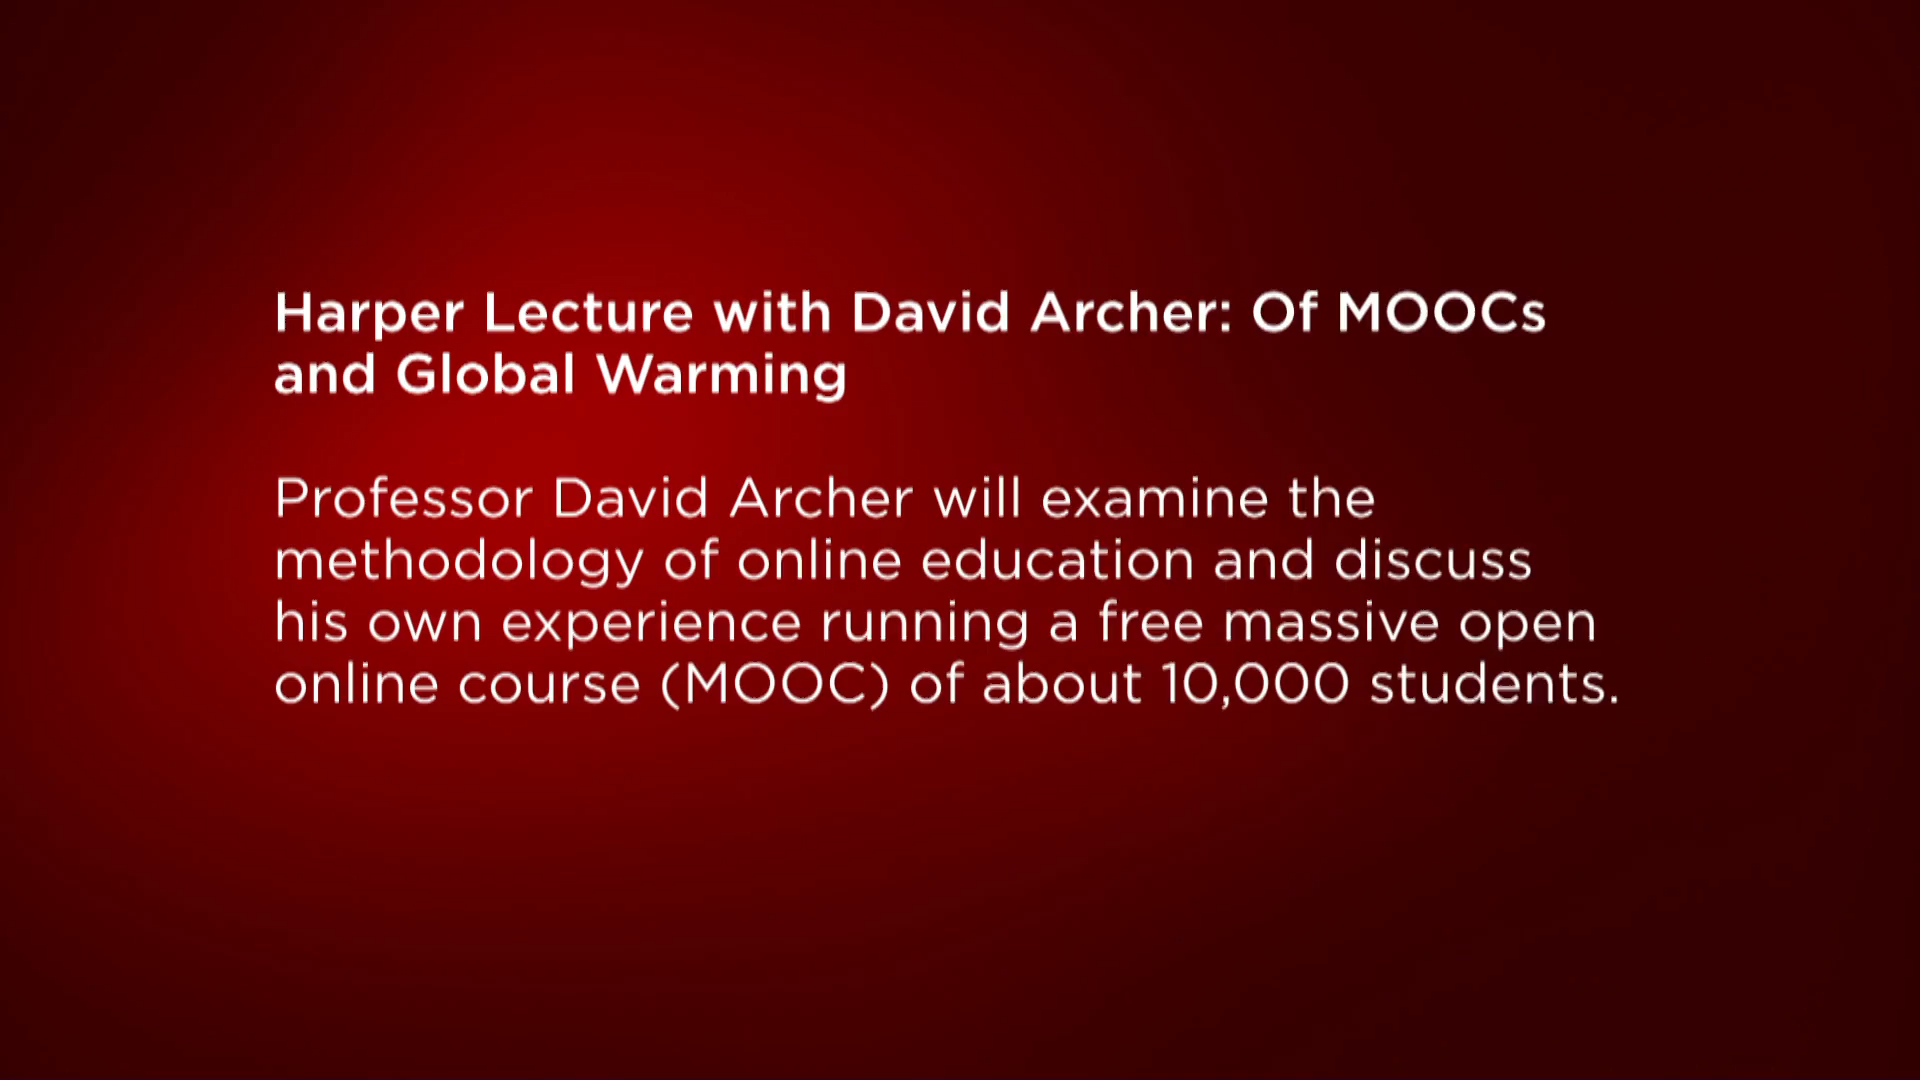 Harper Lecture with David Archer: Of MOOCs
and Global Warming
Professor David Archer will examine the
methodology of online education and discuss
his own experience running a free massive open
online course (MOOC) of about 10,000 students.